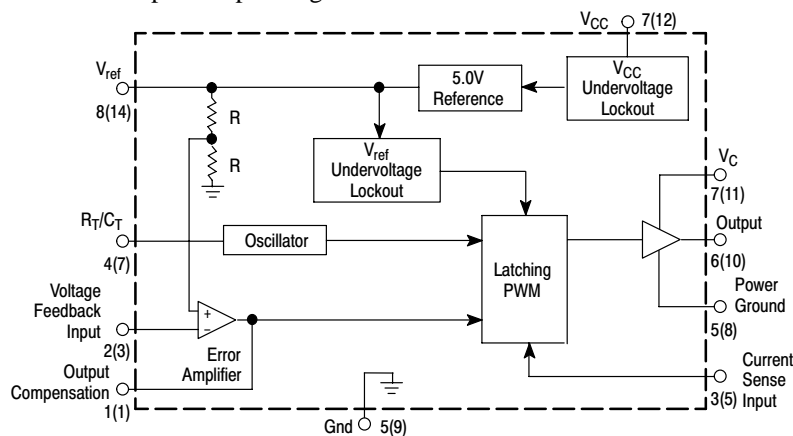 V_CC 7(12)
V_ref
8(14)
R
R
5.0V
Reference
V_CC
Undervoltage
Lockout
V_ref
Undervoltage
Lockout
V_C
7(11)
R_T/C_T
4(7)
Oscillator
Latching
PWM
Output
6(10)
Voltage
Feedback
Input
2(3)
+
−
Error
Amplifier
Power
Ground
5(8)
Output
Compensation
1(1)
Current
Sense
Input
3(5)
Gnd 5(9)